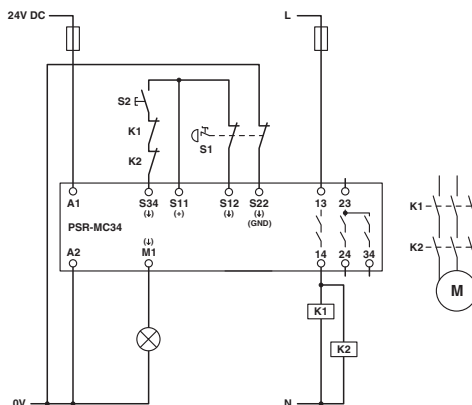 24V DC L
S2
K1
S1
K2
A1 S34 S11 S12 S22 13 23
(↓) (+) (↓) (↓)
(GND)
PSR-MC34
K1
(↓)
A2 M1 14 24 34
K2
M
K1
K2
0V N